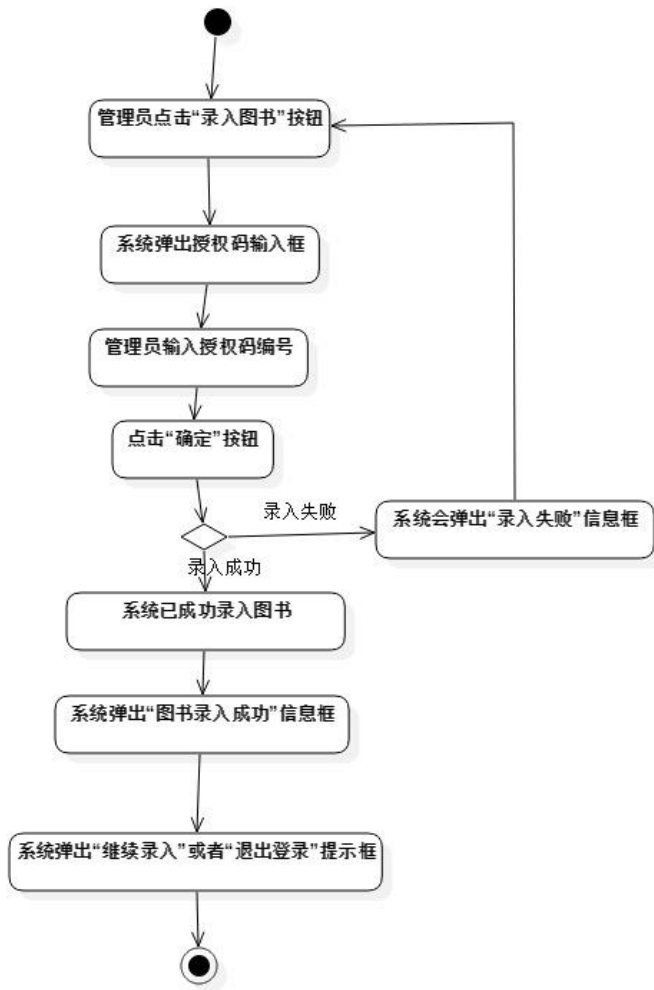 管理员点击“录入图书”按钮
系统弹出授权码输入框
管理员输入授权码编号
点击“确定”按钮
录入失败
系统会弹出“录入失败”信息框
录入成功
系统已成功录入图书
系统弹出“图书录入成功”信息框
系统弹出“继续录入”或者“退出登录”提示框